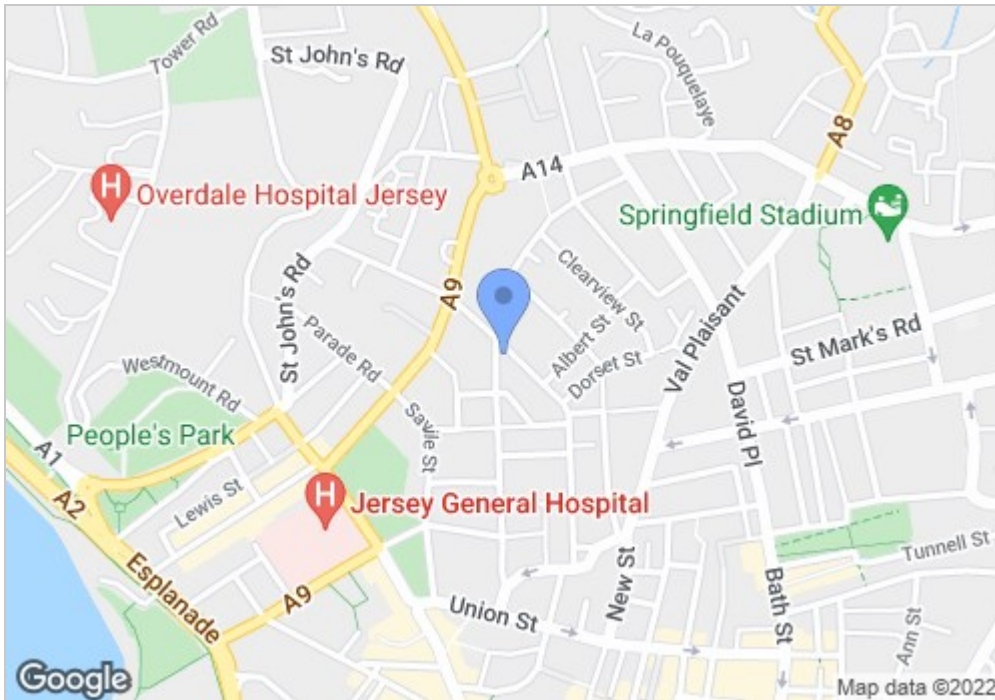 Tower Rd
St John's Rd
La Pouquelaye
A8
A14
H
Overdale Hospital Jersey
Springfield Stadium
Clearview St
St John's Rd
A9
Val Plaisant
Albert St
St Mark's Rd
Parade Rd
Dorset St
Westmount Rd
David Pl
Savile St
People's Park
A1
A2
Lewis St
H
Jersey General Hospital
Tunnell St
Esplanade
New St
Bath St
A9
Union St
Ann St
Google
Map data ©2022